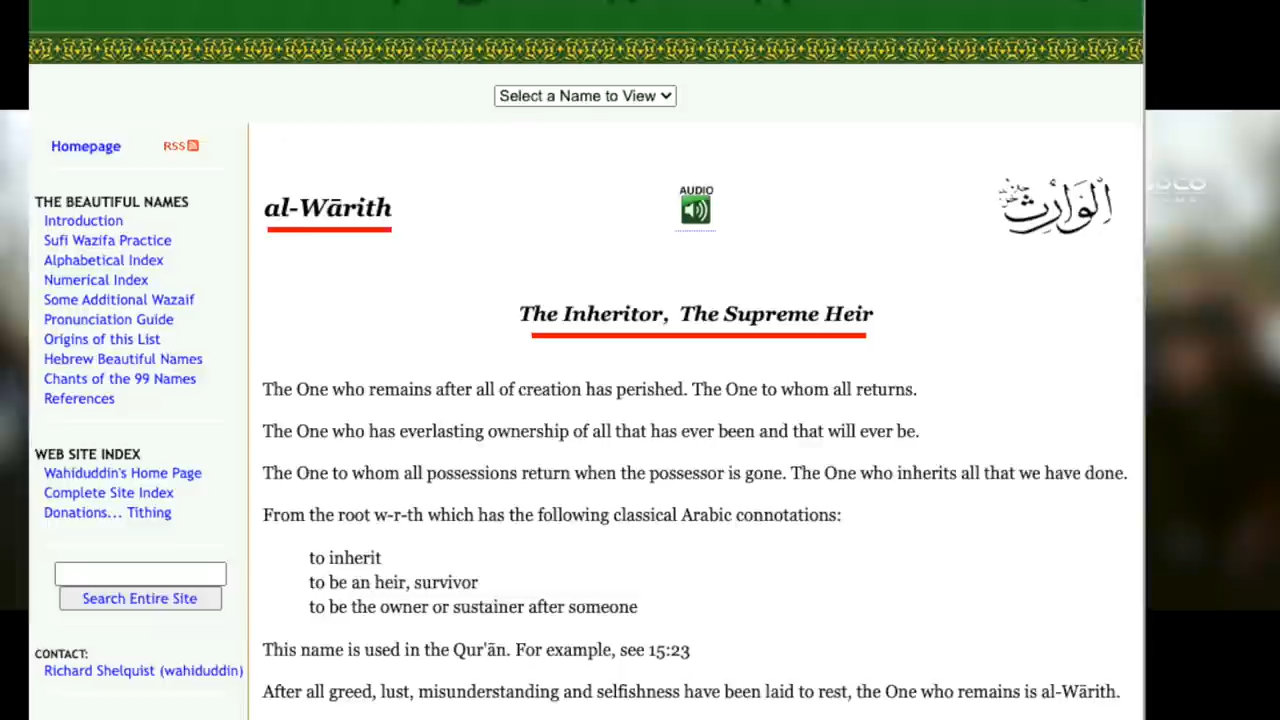 Select a Name to View
Homepage
RSS
THE BEAUTIFUL NAMES
Introduction
Sufi Wazifa Practice
Alphabetical Index
Numerical Index
Some Additional Wazaif
Pronunciation Guide
Origins of this List
Hebrew Beautiful Names
Chants of the 99 Names
References
WEB SITE INDEX
Wahiduddin's Home Page
Complete Site Index
Donations... Tithing
Search Entire Site
CONTACT:
Richard Shelquist (wahiduddin)
al-Wārith
AUDIO
الوارث
The Inheritor, The Supreme Heir
The One who remains after all of creation has perished. The One to whom all returns.
The One who has everlasting ownership of all that has ever been and that will ever be.
The One to whom all possessions return when the possessor is gone. The One who inherits all that we have done.
From the root w-r-th which has the following classical Arabic connotations:
to inherit
to be an heir, survivor
to be the owner or sustainer after someone
This name is used in the Qur'ān. For example, see 15:23
After all greed, lust, misunderstanding and selfishness have been laid to rest, the One who remains is al-Wārith.